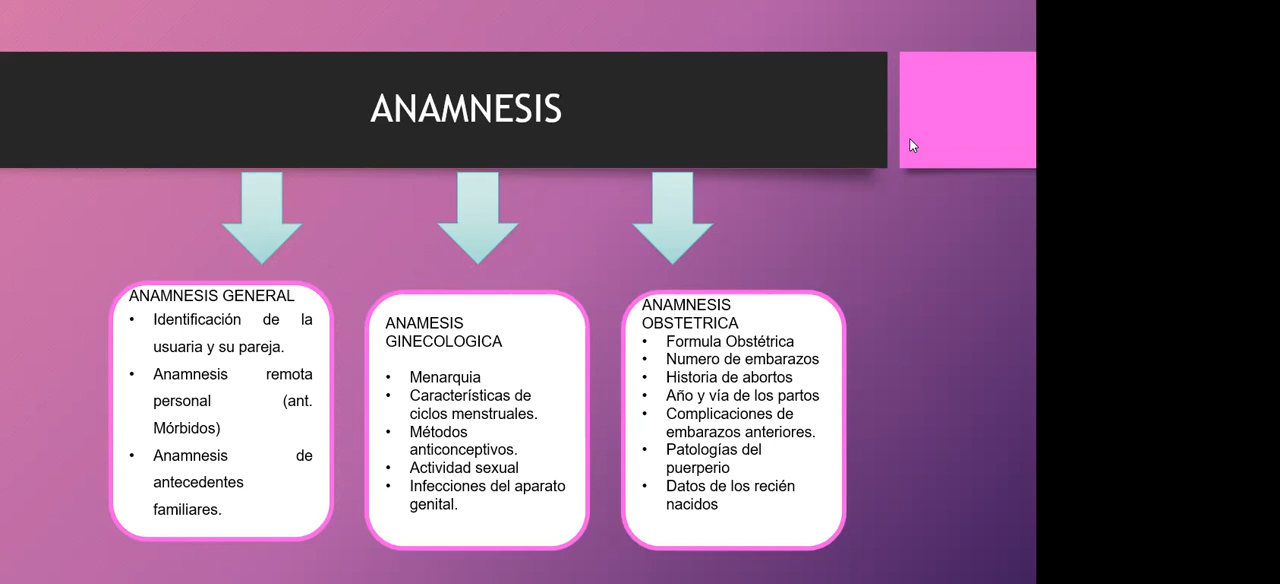 ANAMNESIS
ANAMNESIS GENERAL
• Identificación de la
usuaria y su pareja.
• Anamnesis remota
personal (ant.
Mórbidos)
• Anamnesis de
antecedentes
familiares.
ANAMESIS
GINECOLOGICA
• Menarquia
• Características de
ciclos menstruales.
• Métodos
anticonceptivos.
• Actividad sexual
• Infecciones del aparato
genital.
ANAMNESIS
OBSTETRICA
• Formula Obstétrica
• Numero de embarazos
• Historia de abortos
• Año y vía de los partos
• Complicaciones de
embarazos anteriores.
• Patologías del
puerperio
• Datos de los recién
nacidos